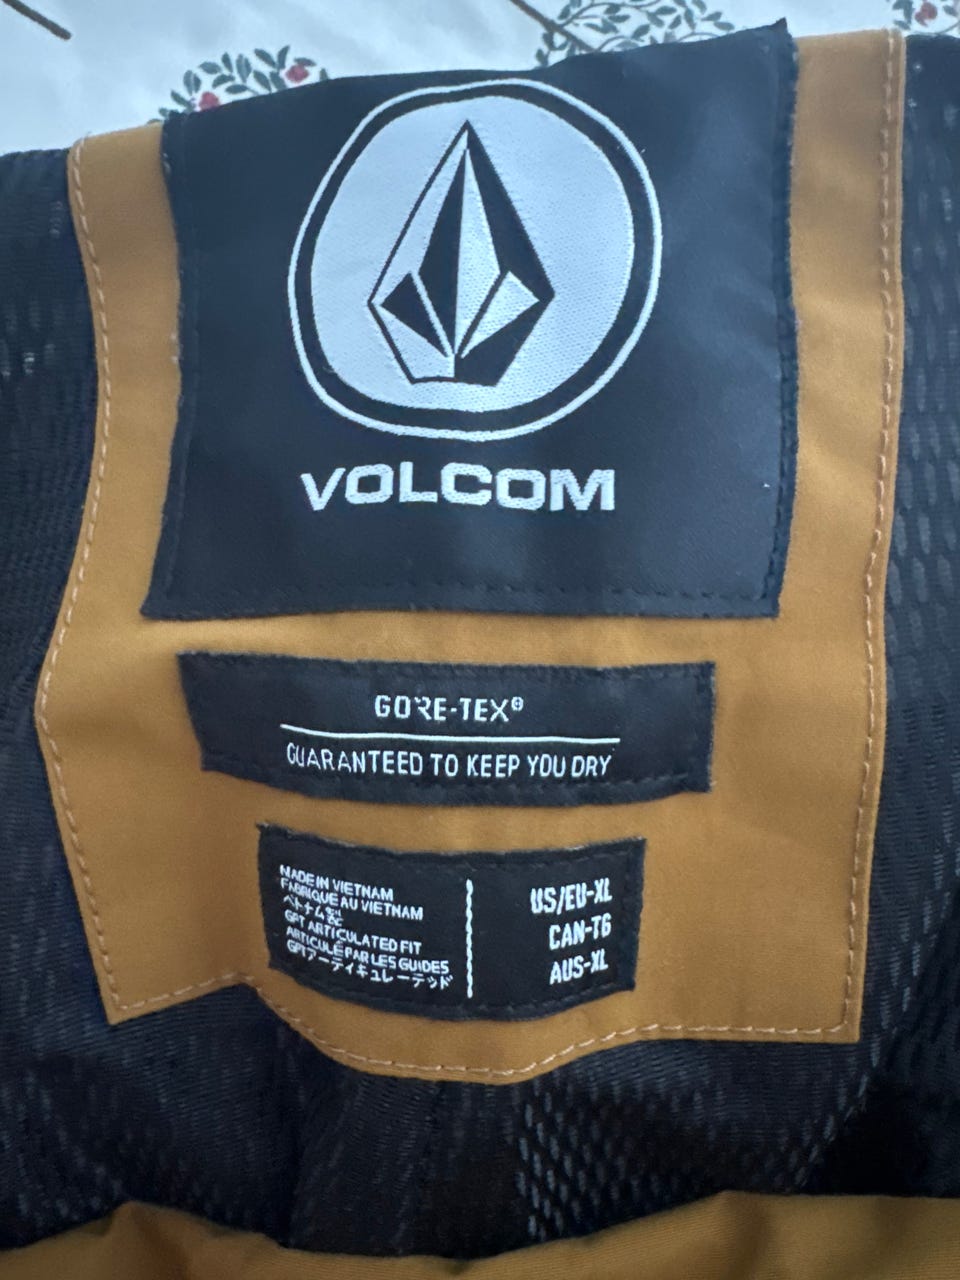 VOLCOM
GORE-TEX®
GUARANTEED TO KEEP YOU DRY
MADE IN VIETNAM
FABRIQUE AU VIETNAM
ベトナム製
GPT ARTICULATED FIT
ARTICULÉ PAR LES GUIDES
GPTアーティキュレーテッド
US/EU-XL
CAN-TG
AUS-XL